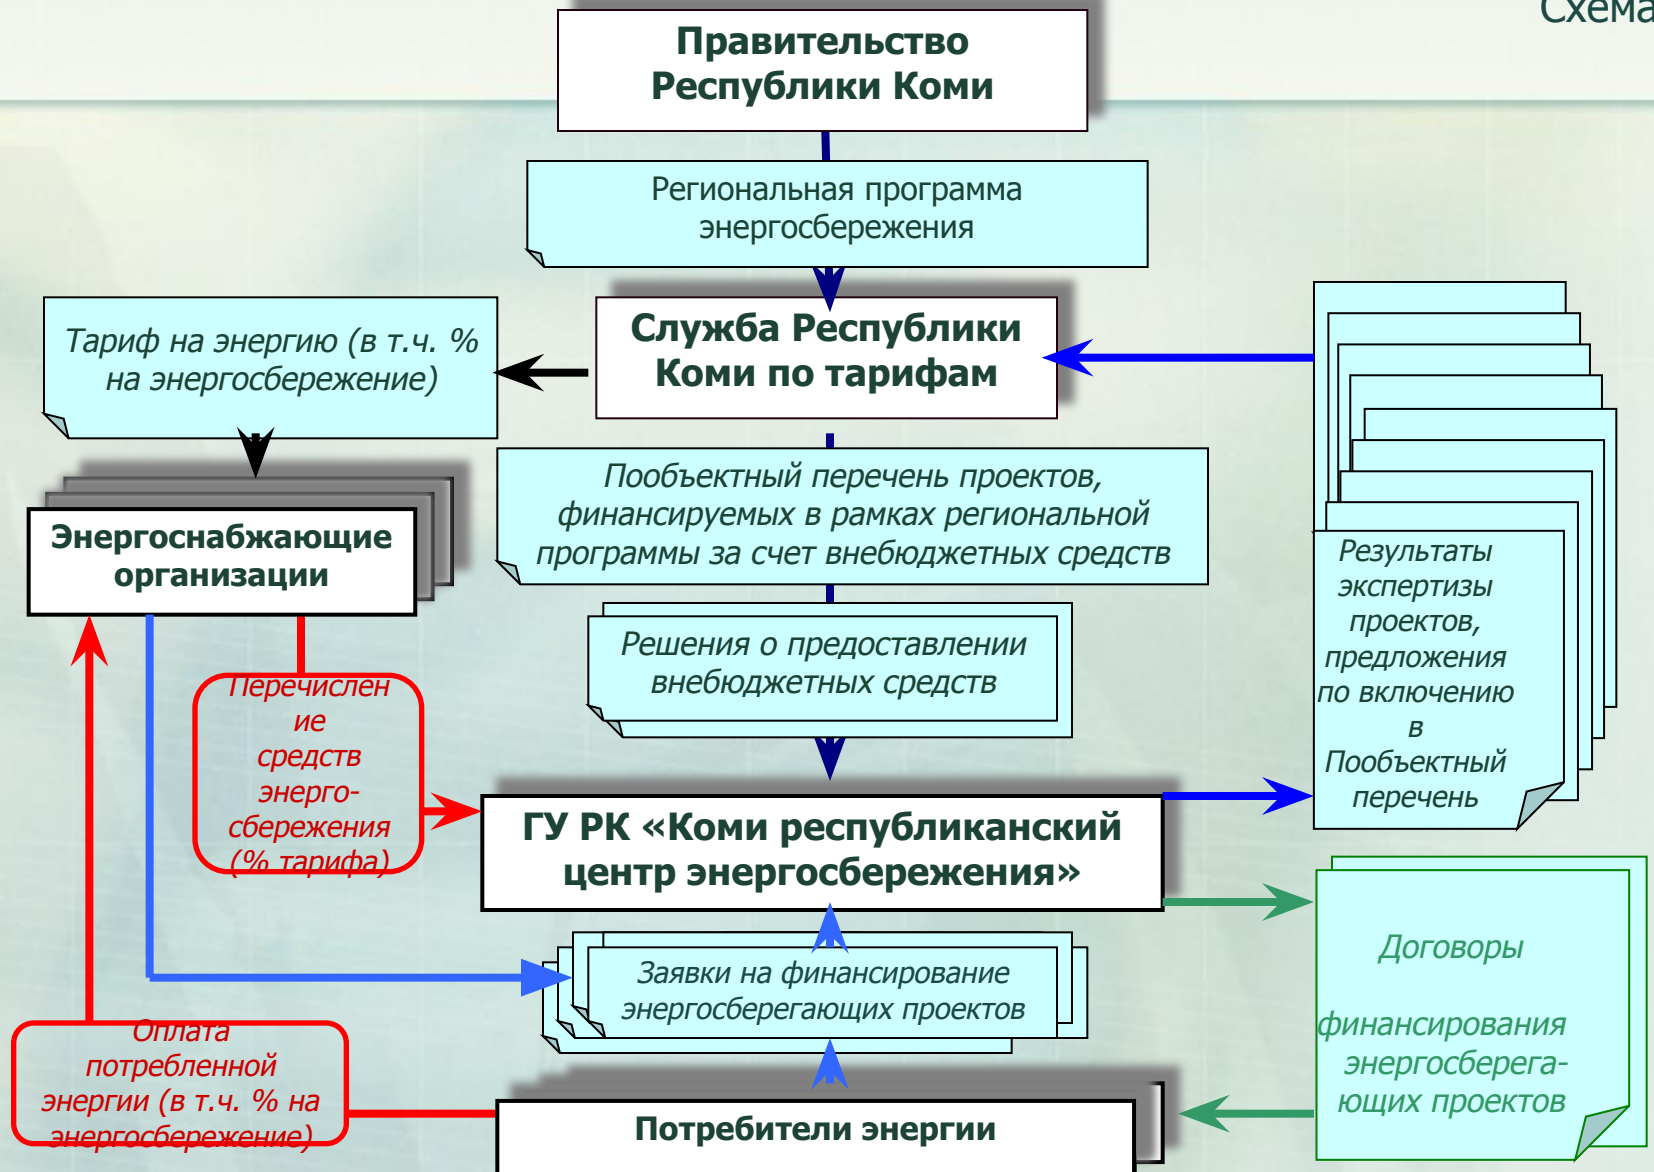 Схема
Правительство
Республики Коми
Региональная программа
энергосбережения
Тариф на энергию (в т.ч. %
на энергосбережение)
Служба Республики
Коми по тарифам
Пообъектный перечень проектов,
финансируемых в рамках региональной
программы за счет внебюджетных средств
Энергоснабжающие
организации
Решения о предоставлении
внебюджетных средств
Результаты
экспертизы
проектов,
предложения
по включению
в
Пообъектный
перечень
Перечислен
ие
средств
энерго-
сбережения
(% тарифа)
ГУ РК «Коми республиканский
центр энергосбережения»
Заявки на финансирование
энергосберегающих проектов
Договоры
финансирования
энергосберега-
ющих проектов
Оплата
потребленной
энергии (в т.ч. % на
энергосбережение)
Потребители энергии